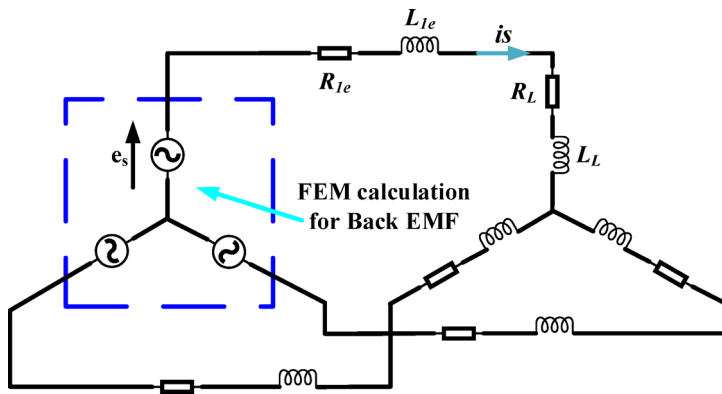 L1e
is
R1e
RL
es
LL
FEM calculation
for Back EMF